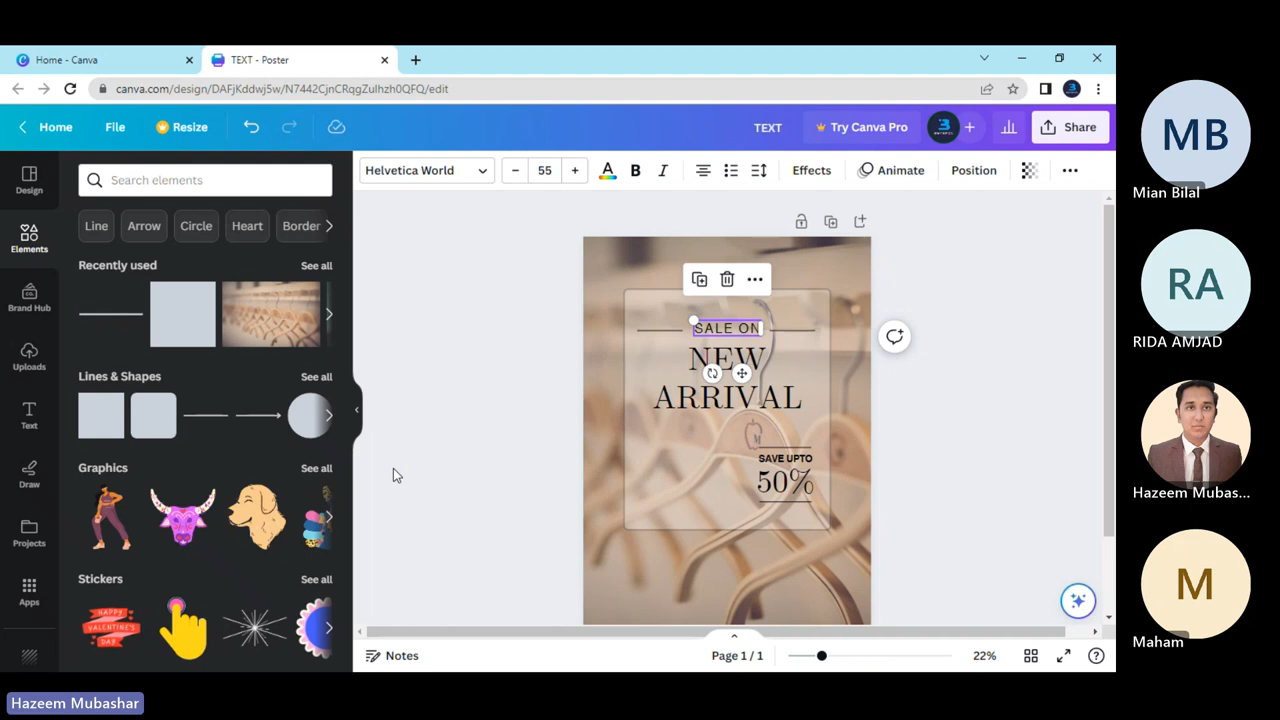 Home - Canva
TEXT - Poster
canva.com/design/DAFjKddwj5w/N7442CjnCRqgZulhzh0QFQ/edit
Home
File
Resize
TEXT
Try Canva Pro
Share
Design
Elements
Brand Hub
Uploads
Text
Draw
Projects
Apps
Search elements
Line
Arrow
Circle
Heart
Border
Recently used
See all
Lines & Shapes
See all
Graphics
See all
Stickers
See all
HAPPY
VALENTINE'S
DAY
Helvetica World
55
Effects
Animate
Position
SALE ON
NEW
ARRIVAL
M
SAVE UPTO
50%
Notes
Page 1 / 1
22%
MB
Mian Bilal
RA
RIDA AMJAD
Hazeem Mubas...
M
Maham
Hazeem Mubashar